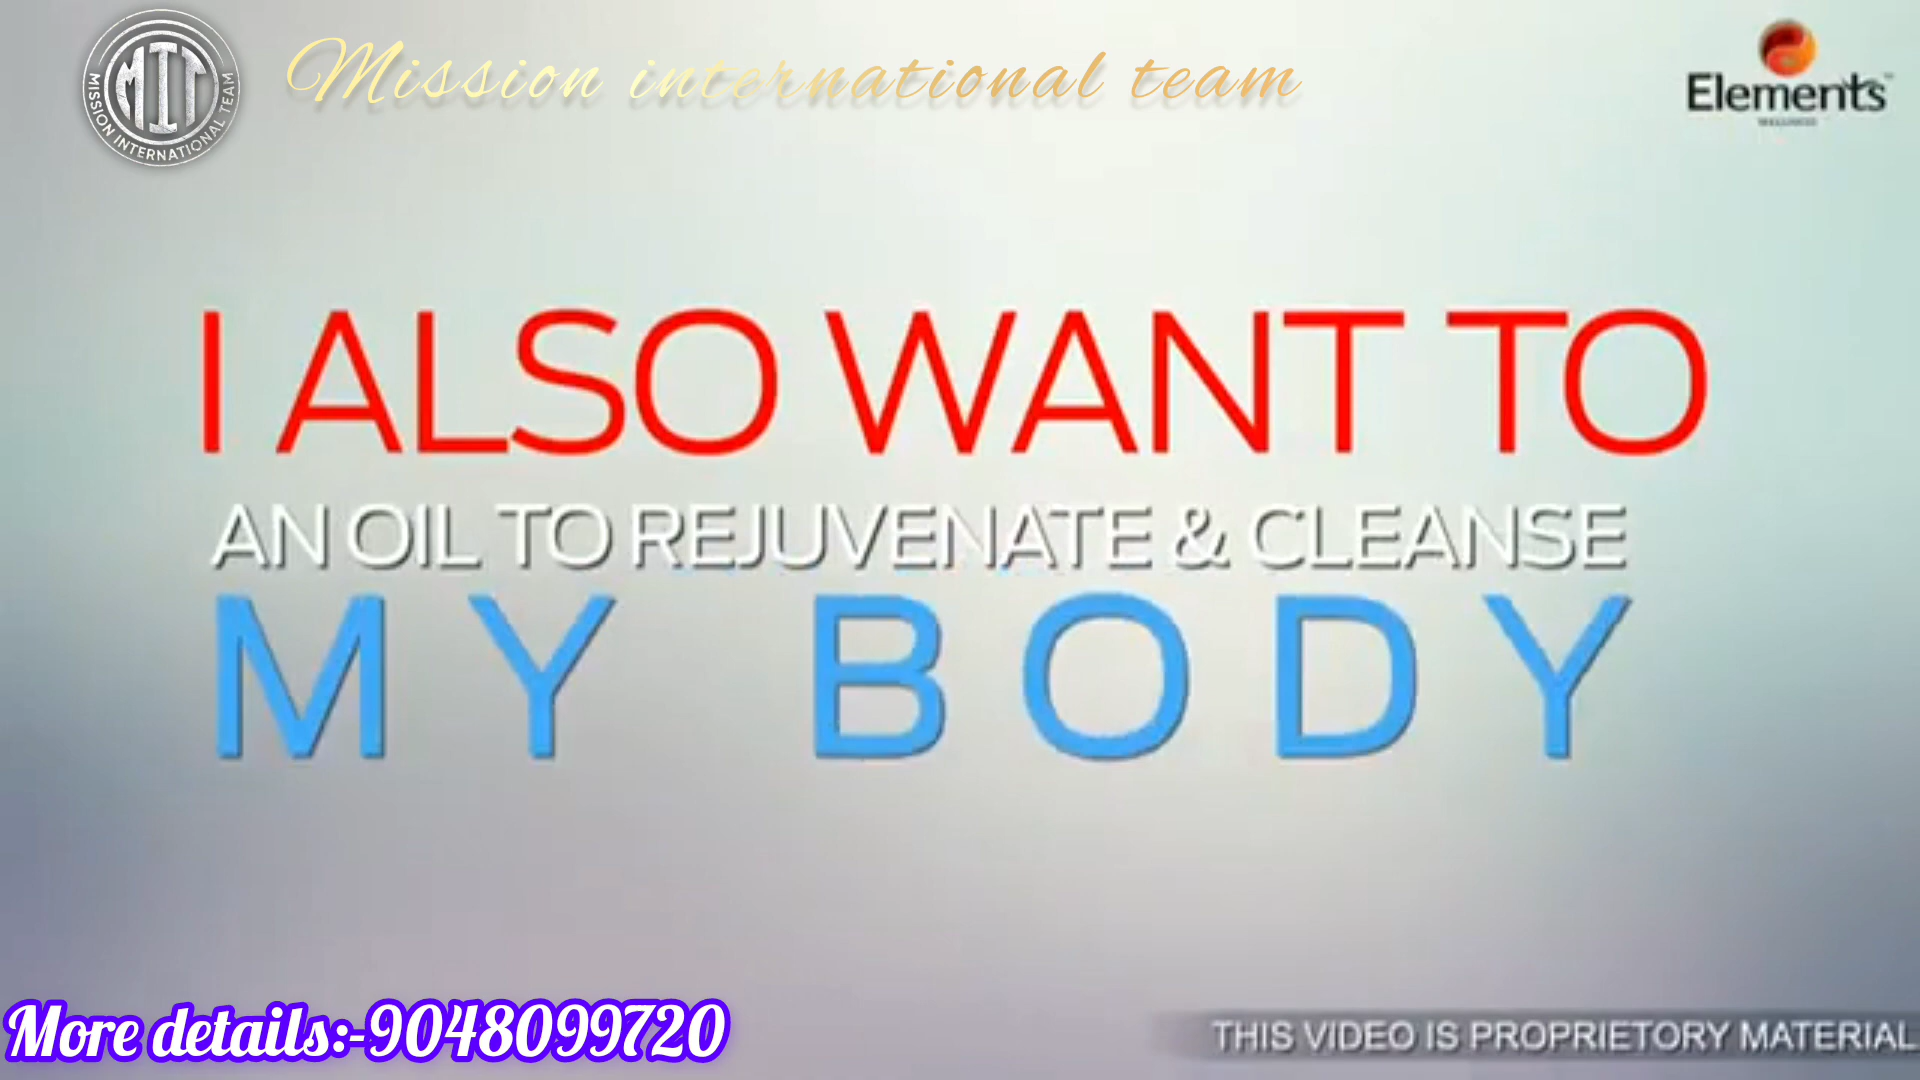 MIT
MISSION INTERNATIONAL TEAM
Mission international team
Elements
WELLNESS
I ALSO WANT TO
AN OIL TO REJUVENATE & CLEANSE
MY BODY
More details:-9048099720
THIS VIDEO IS PROPRIETORY MATERIAL